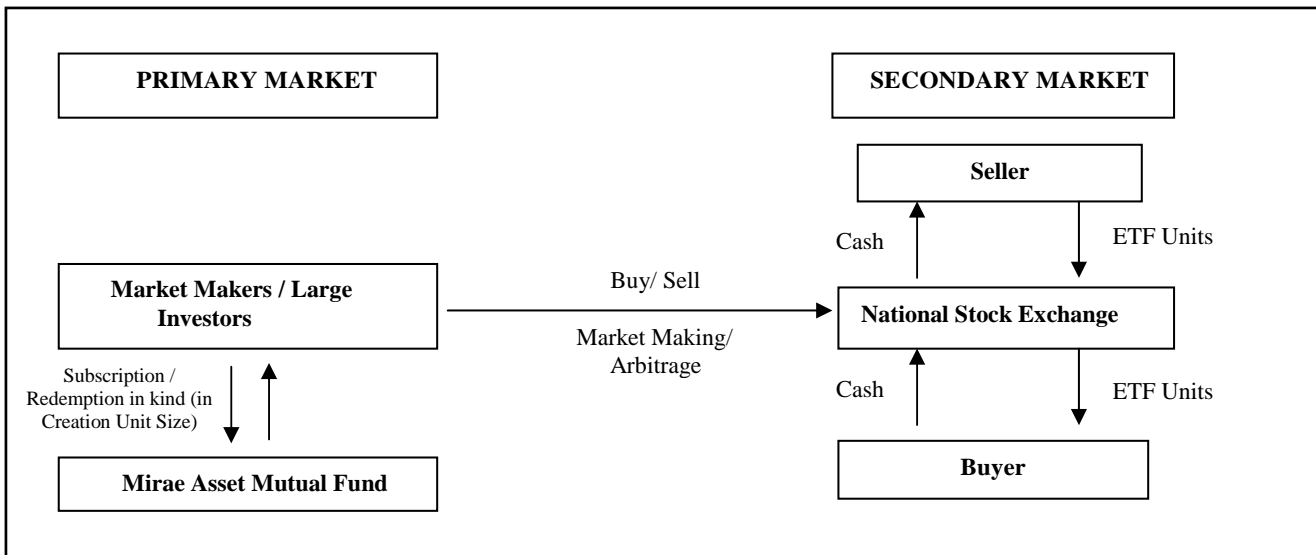 PRIMARY MARKET
SECONDARY MARKET
Seller
Cash
ETF Units
Market Makers / Large
Investors
Buy/ Sell
Market Making/
Arbitrage
National Stock Exchange
Subscription /
Redemption in kind (in
Creation Unit Size)
Cash
ETF Units
Mirae Asset Mutual Fund
Buyer